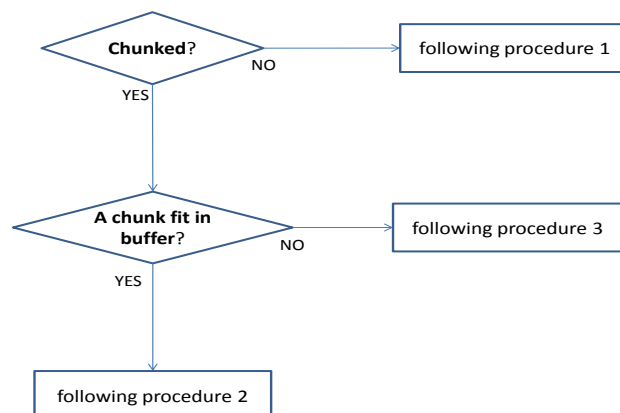 Chunked?
following procedure 1
NO
YES
A chunk fit in
buffer?
following procedure 3
NO
YES
following procedure 2